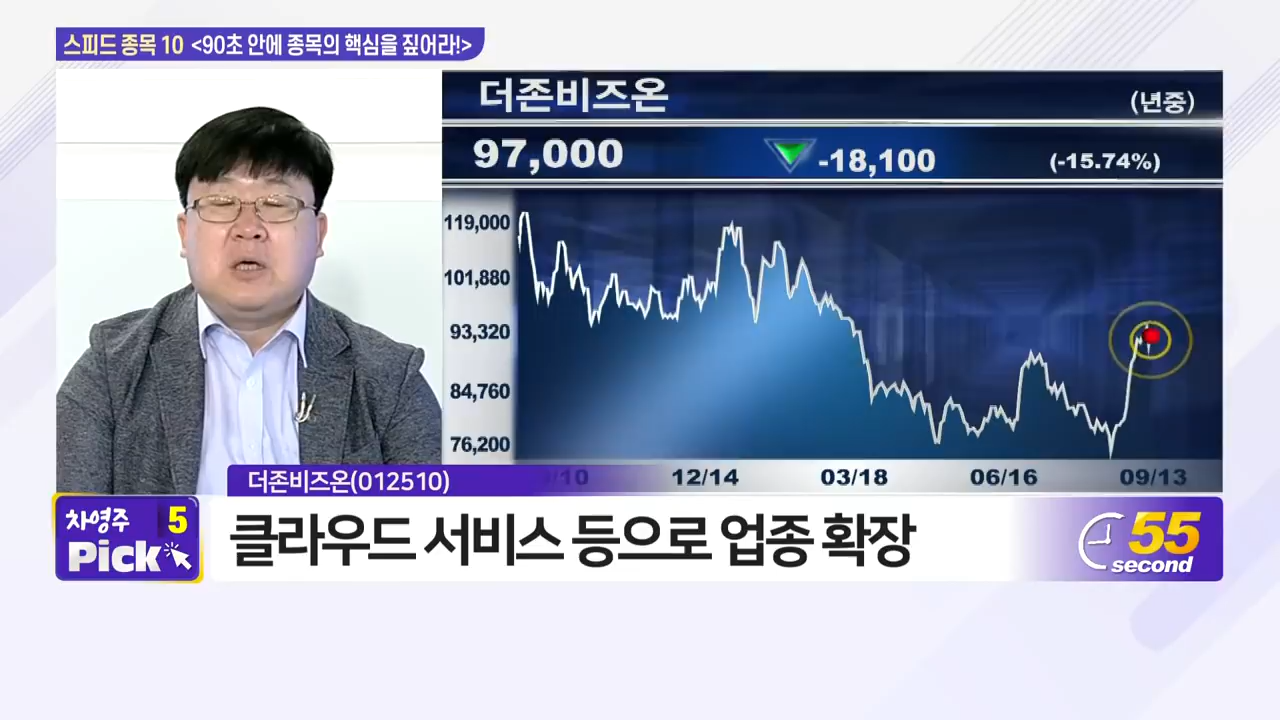 스피드 종목 10 <90초 안에 종목의 핵심을 짚어라!>
더존비즈온
(년중)
97,000 -18,100 (-15.74%)
119,000
101,880
93,320
84,760
76,200
/10 12/14 03/18 06/16 09/13
더존비즈온(012510)
차영주 5
Pick
클라우드 서비스 등으로 업종 확장
55
second